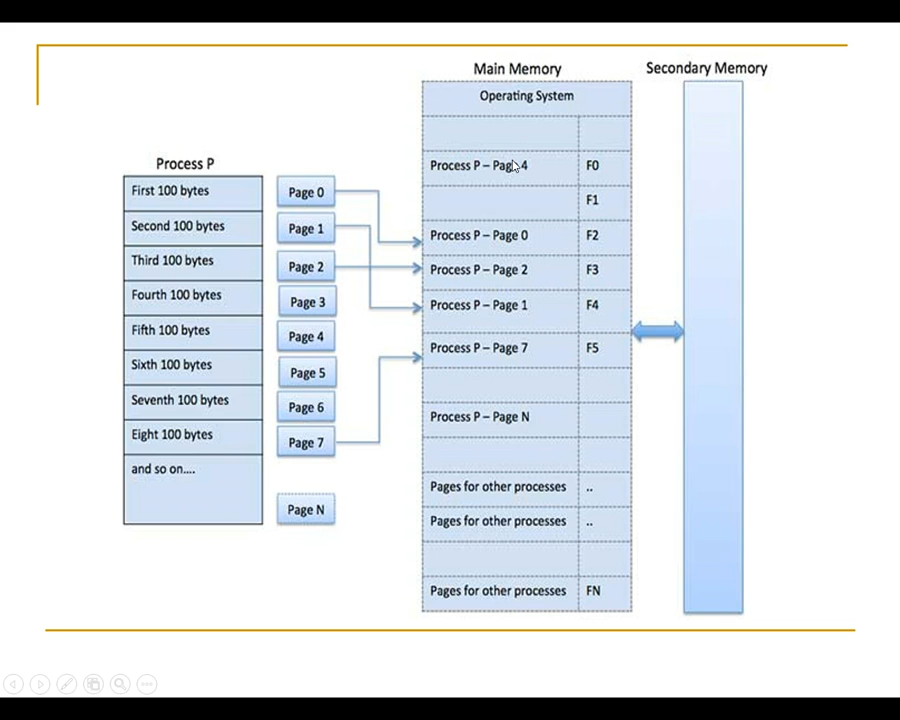 Main Memory
Secondary Memory
Operating System
Process P
First 100 bytes
Second 100 bytes
Third 100 bytes
Fourth 100 bytes
Fifth 100 bytes
Sixth 100 bytes
Seventh 100 bytes
Eight 100 bytes
and so on....
Page 0
Page 1
Page 2
Page 3
Page 4
Page 5
Page 6
Page 7
Page N
Process P – Page 4 F0
F1
Process P – Page 0 F2
Process P – Page 2 F3
Process P – Page 1 F4
Process P – Page 7 F5
Process P – Page N
Pages for other processes ..
Pages for other processes ..
Pages for other processes FN